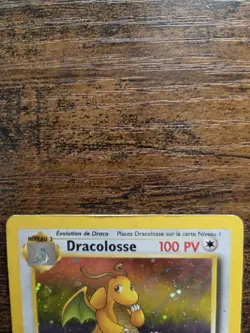 Évolution de Draco Placez Dracolosse sur la carte Niveau 1
NIVEAU 2
Dracolosse 100 PV